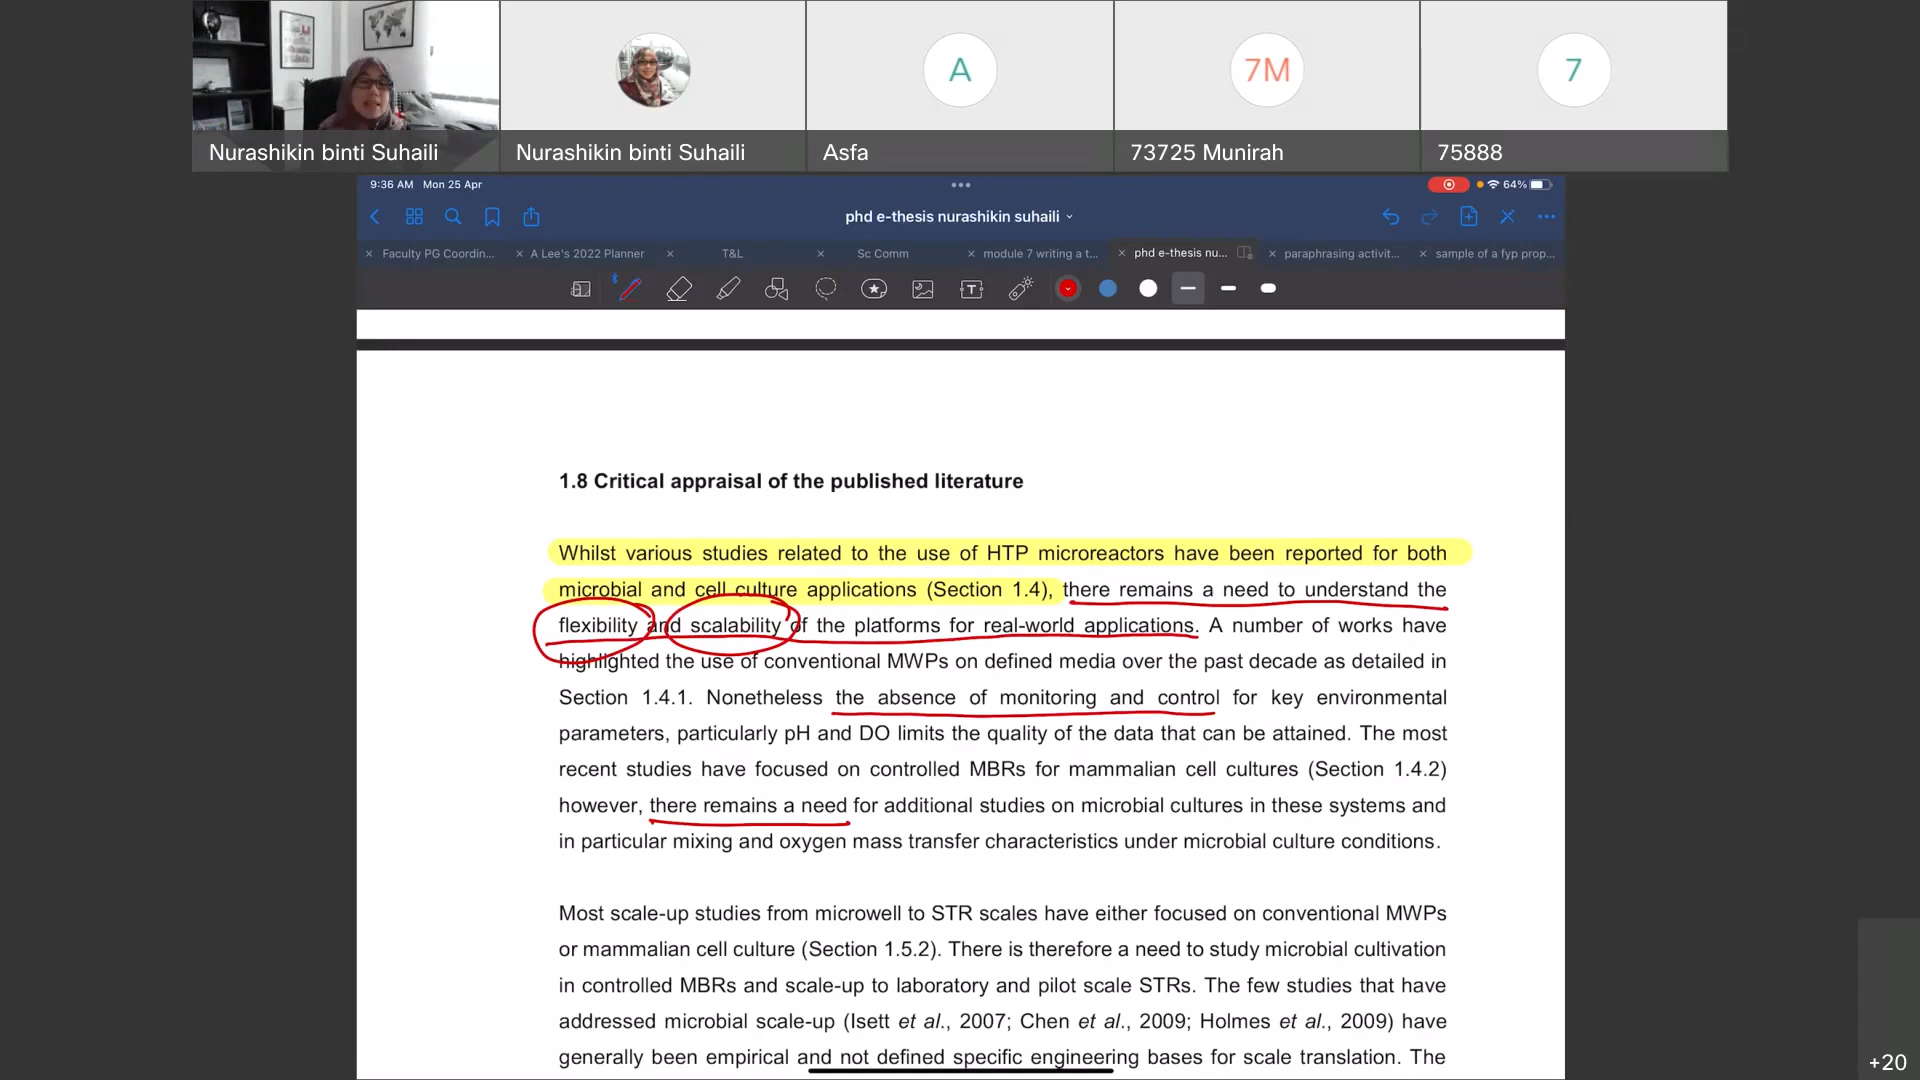 A
7M
7
Nurashikin binti Suhaili
Nurashikin binti Suhaili
Asfa
73725 Munirah
75888
9:36 AM Mon 25 Apr
64%
phd e-thesis nurashikin suhaili
Faculty PG Coordin...
A Lee's 2022 Planner
T&L
Sc Comm
module 7 writing a t...
phd e-thesis nu...
paraphrasing activit...
sample of a fyp prop...
1.8 Critical appraisal of the published literature
Whilst various studies related to the use of HTP microreactors have been reported for both
microbial and cell culture applications (Section 1.4), there remains a need to understand the
flexibility and scalability of the platforms for real-world applications. A number of works have
highlighted the use of conventional MWPs on defined media over the past decade as detailed in
Section 1.4.1. Nonetheless the absence of monitoring and control for key environmental
parameters, particularly pH and DO limits the quality of the data that can be attained. The most
recent studies have focused on controlled MBRs for mammalian cell cultures (Section 1.4.2)
however, there remains a need for additional studies on microbial cultures in these systems and
in particular mixing and oxygen mass transfer characteristics under microbial culture conditions.
Most scale-up studies from microwell to STR scales have either focused on conventional MWPs
or mammalian cell culture (Section 1.5.2). There is therefore a need to study microbial cultivation
in controlled MBRs and scale-up to laboratory and pilot scale STRs. The few studies that have
addressed microbial scale-up (Isett et al., 2007; Chen et al., 2009; Holmes et al., 2009) have
generally been empirical and not defined specific engineering bases for scale translation. The
+20